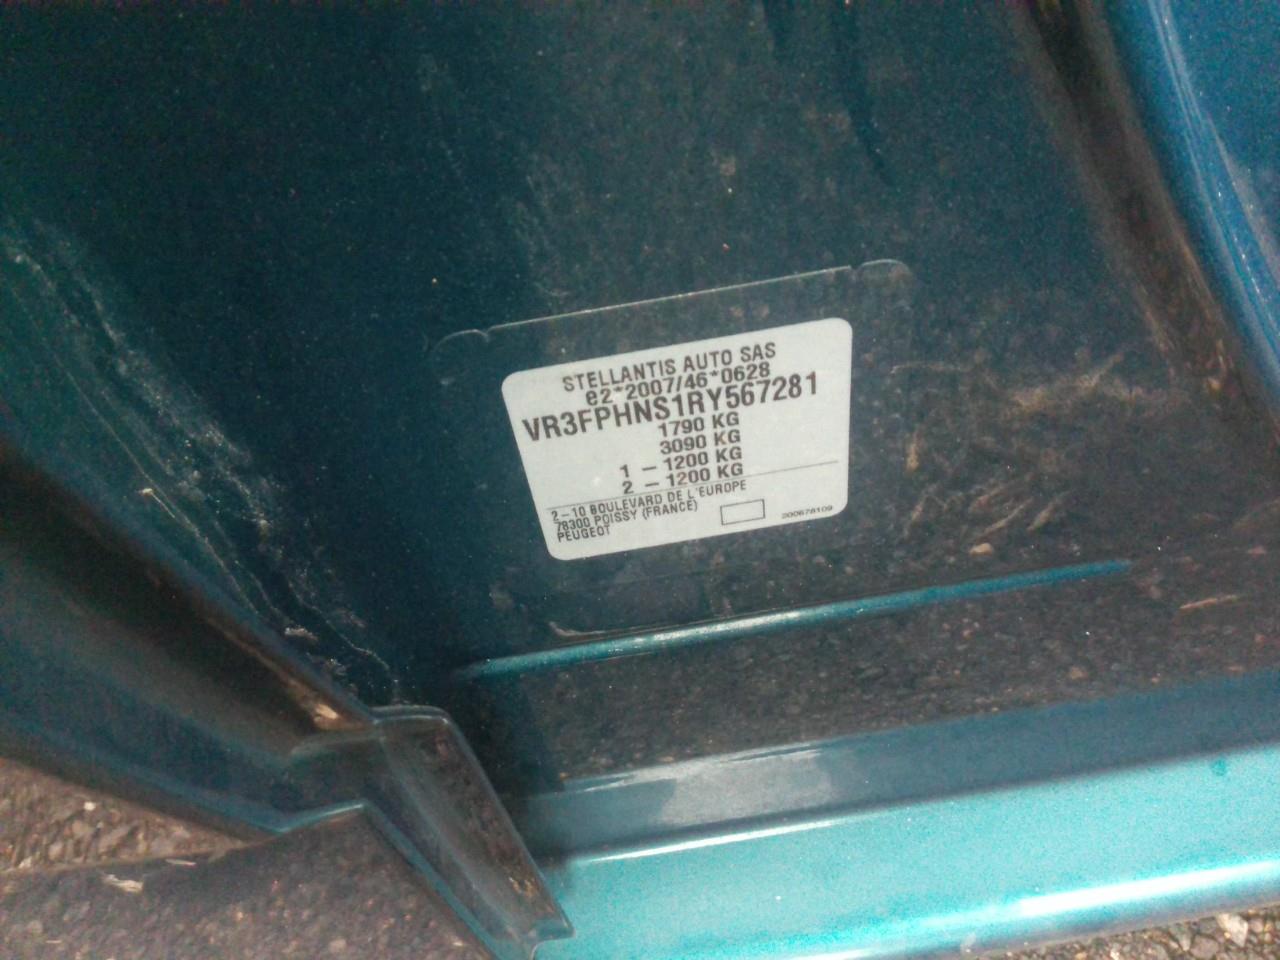 STELLANTIS AUTO SAS
e2*2007/46*0628
VR3FPHNS1RY567281
1790 KG
3090 KG
1 – 1200 KG
2 – 1200 KG
2–10 BOULEVARD DE L'EUROPE
78300 POISSY (FRANCE)
PEUGEOT
200678109